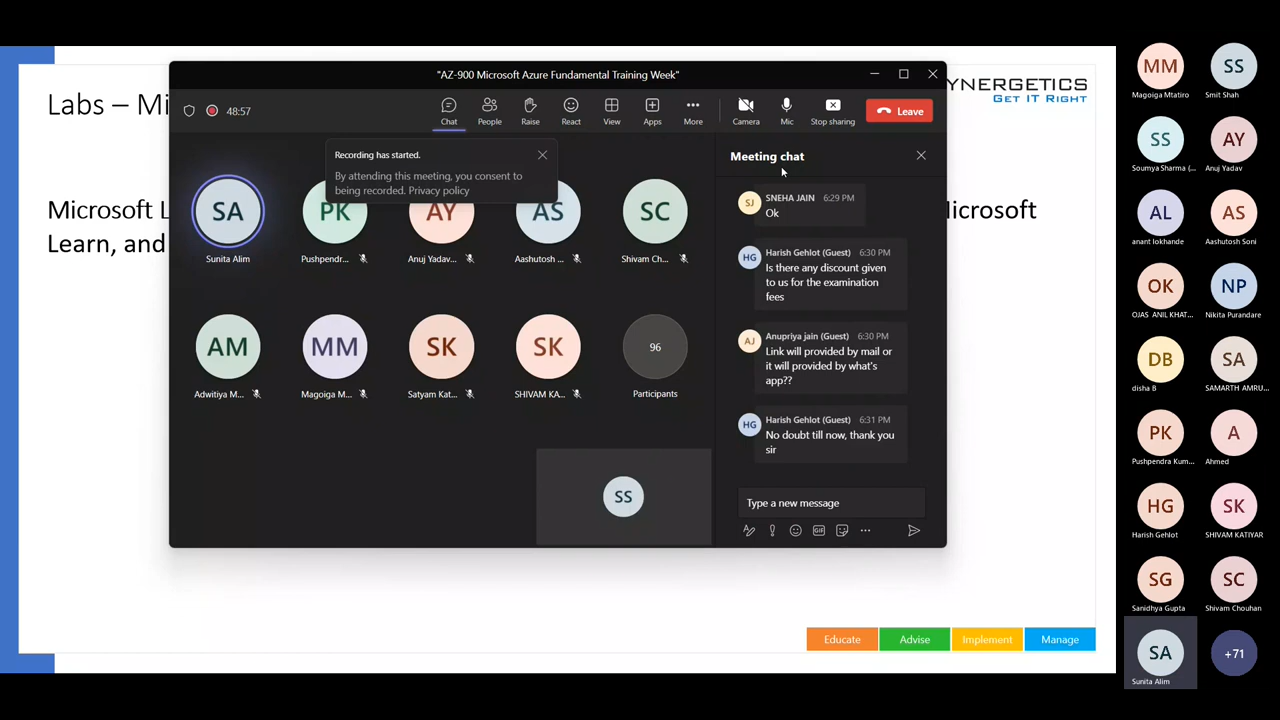 "AZ-900 Microsoft Azure Fundamental Training Week"
48:57
Chat
People
Raise
React
View
Apps
More
Camera
Mic
Stop sharing
Leave
Labs – Mi
YNERGETICS
GET IT RIGHT
Microsoft L
icrosoft
Learn, and
Recording has started.
By attending this meeting, you consent to
being recorded. Privacy policy
SA
Sunita Alim
PK
Pushpendr...
AY
Anuj Yadav...
AS
Aashutosh ...
SC
Shivam Ch...
AM
Adwitiya M...
MM
Magoiga M...
SK
Satyam Kat...
SK
SHIVAM KA...
96
Participants
SS
Meeting chat
SJ
SNEHA JAIN 6:29 PM
Ok
HG
Harish Gehlot (Guest) 6:30 PM
Is there any discount given
to us for the examination
fees
AJ
Anupriya jain (Guest) 6:30 PM
Link will provided by mail or
it will provided by what's
app??
HG
Harish Gehlot (Guest) 6:31 PM
No doubt till now, thank you
sir
Type a new message
GIF
Educate
Advise
Implement
Manage
MM
Magoiga Mtatiro
SS
Smit Shah
SS
Soumya Sharma (...
AY
Anuj Yadav
AL
anant lokhande
AS
Aashutosh Soni
OK
OJAS ANIL KHAT...
NP
Nikita Purandare
DB
disha B
SA
SAMARTH AMRU...
PK
Pushpendra Kum...
A
Ahmed
HG
Harish Gehlot
SK
SHIVAM KATIYAR
SG
Sanidhya Gupta
SC
Shivam Chouhan
SA
Sunita Alim
+71